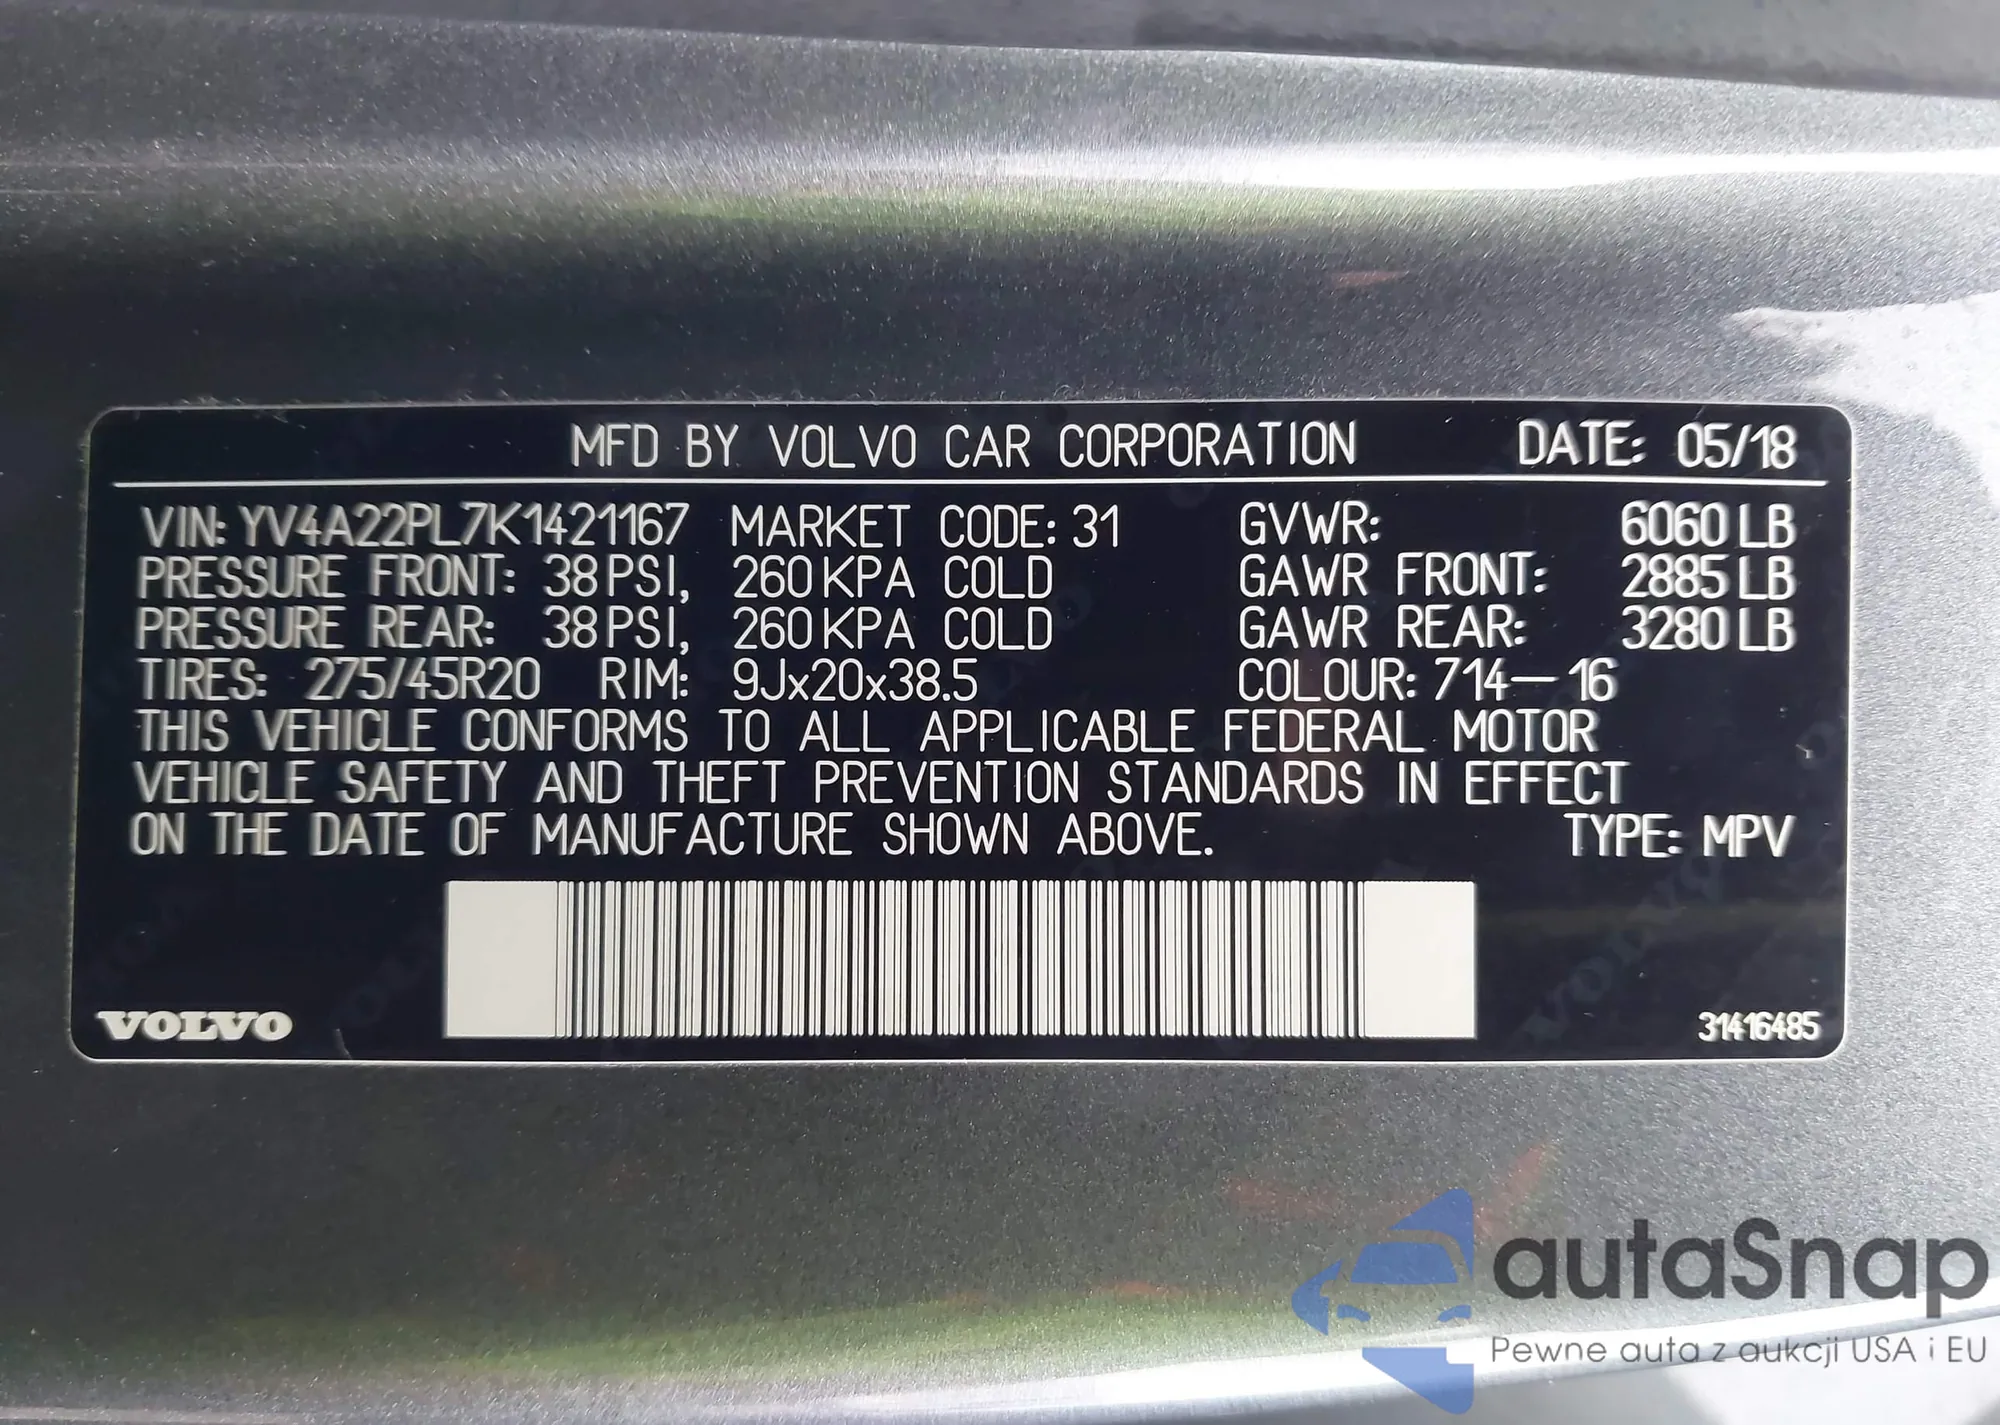 MFD BY VOLVO CAR CORPORATION DATE: 05/18
VIN: YV4A22PL7K1421167 MARKET CODE: 31 GVWR: 6060 LB
PRESSURE FRONT: 38 PSI, 260 KPA COLD GAWR FRONT: 2885 LB
PRESSURE REAR: 38 PSI, 260 KPA COLD GAWR REAR: 3280 LB
TIRES: 275/45R20 RIM: 9Jx20x38.5 COLOUR: 714-16
THIS VEHICLE CONFORMS TO ALL APPLICABLE FEDERAL MOTOR
VEHICLE SAFETY AND THEFT PREVENTION STANDARDS IN EFFECT
ON THE DATE OF MANUFACTURE SHOWN ABOVE. TYPE: MPV
VOLVO 31416485
autaSnap
Pewne auta z aukcji USA i EU